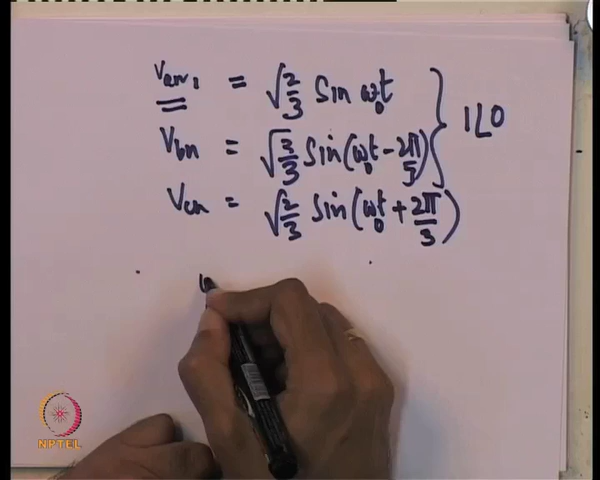 Van, = √2/3 Sin ω₀t
Vbn = √2/3 Sin(ω₀t - 2π/3) } 1∠0
Vcn = √2/3 Sin(ω₀t + 2π/3)
NPTEL